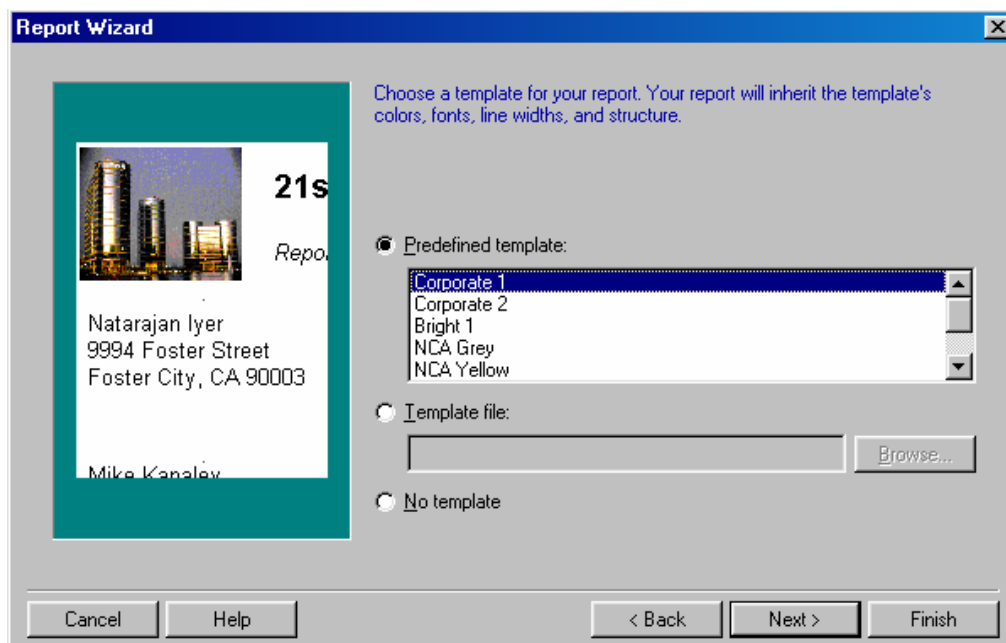 Report Wizard
Choose a template for your report. Your report will inherit the template's
colors, fonts, line widths, and structure.
21s
Repo
Natarajan Iyer
9994 Foster Street
Foster City, CA 90003
Mike Kanaley
Predefined template:
Corporate 1
Corporate 2
Bright 1
NCA Grey
NCA Yellow
Template file:
Browse...
No template
Cancel
Help
< Back
Next >
Finish